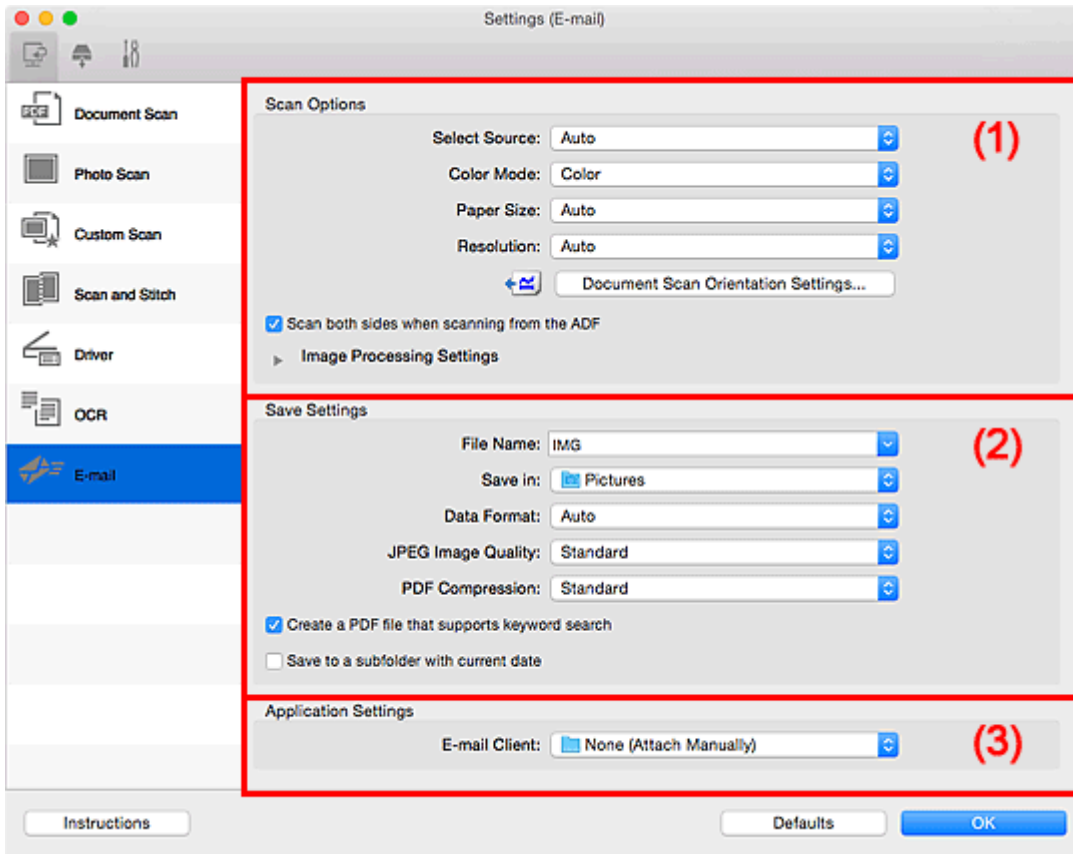 Settings (E-mail)
Document Scan
Photo Scan
Custom Scan
Scan and Stitch
Driver
OCR
E-mail
Scan Options
(1)
Select Source: Auto
Color Mode: Color
Paper Size: Auto
Resolution: Auto
Document Scan Orientation Settings...
Scan both sides when scanning from the ADF
Image Processing Settings
Save Settings
(2)
File Name: IMG
Save in: Pictures
Data Format: Auto
JPEG Image Quality: Standard
PDF Compression: Standard
Create a PDF file that supports keyword search
Save to a subfolder with current date
Application Settings
(3)
E-mail Client: None (Attach Manually)
Instructions
Defaults
OK